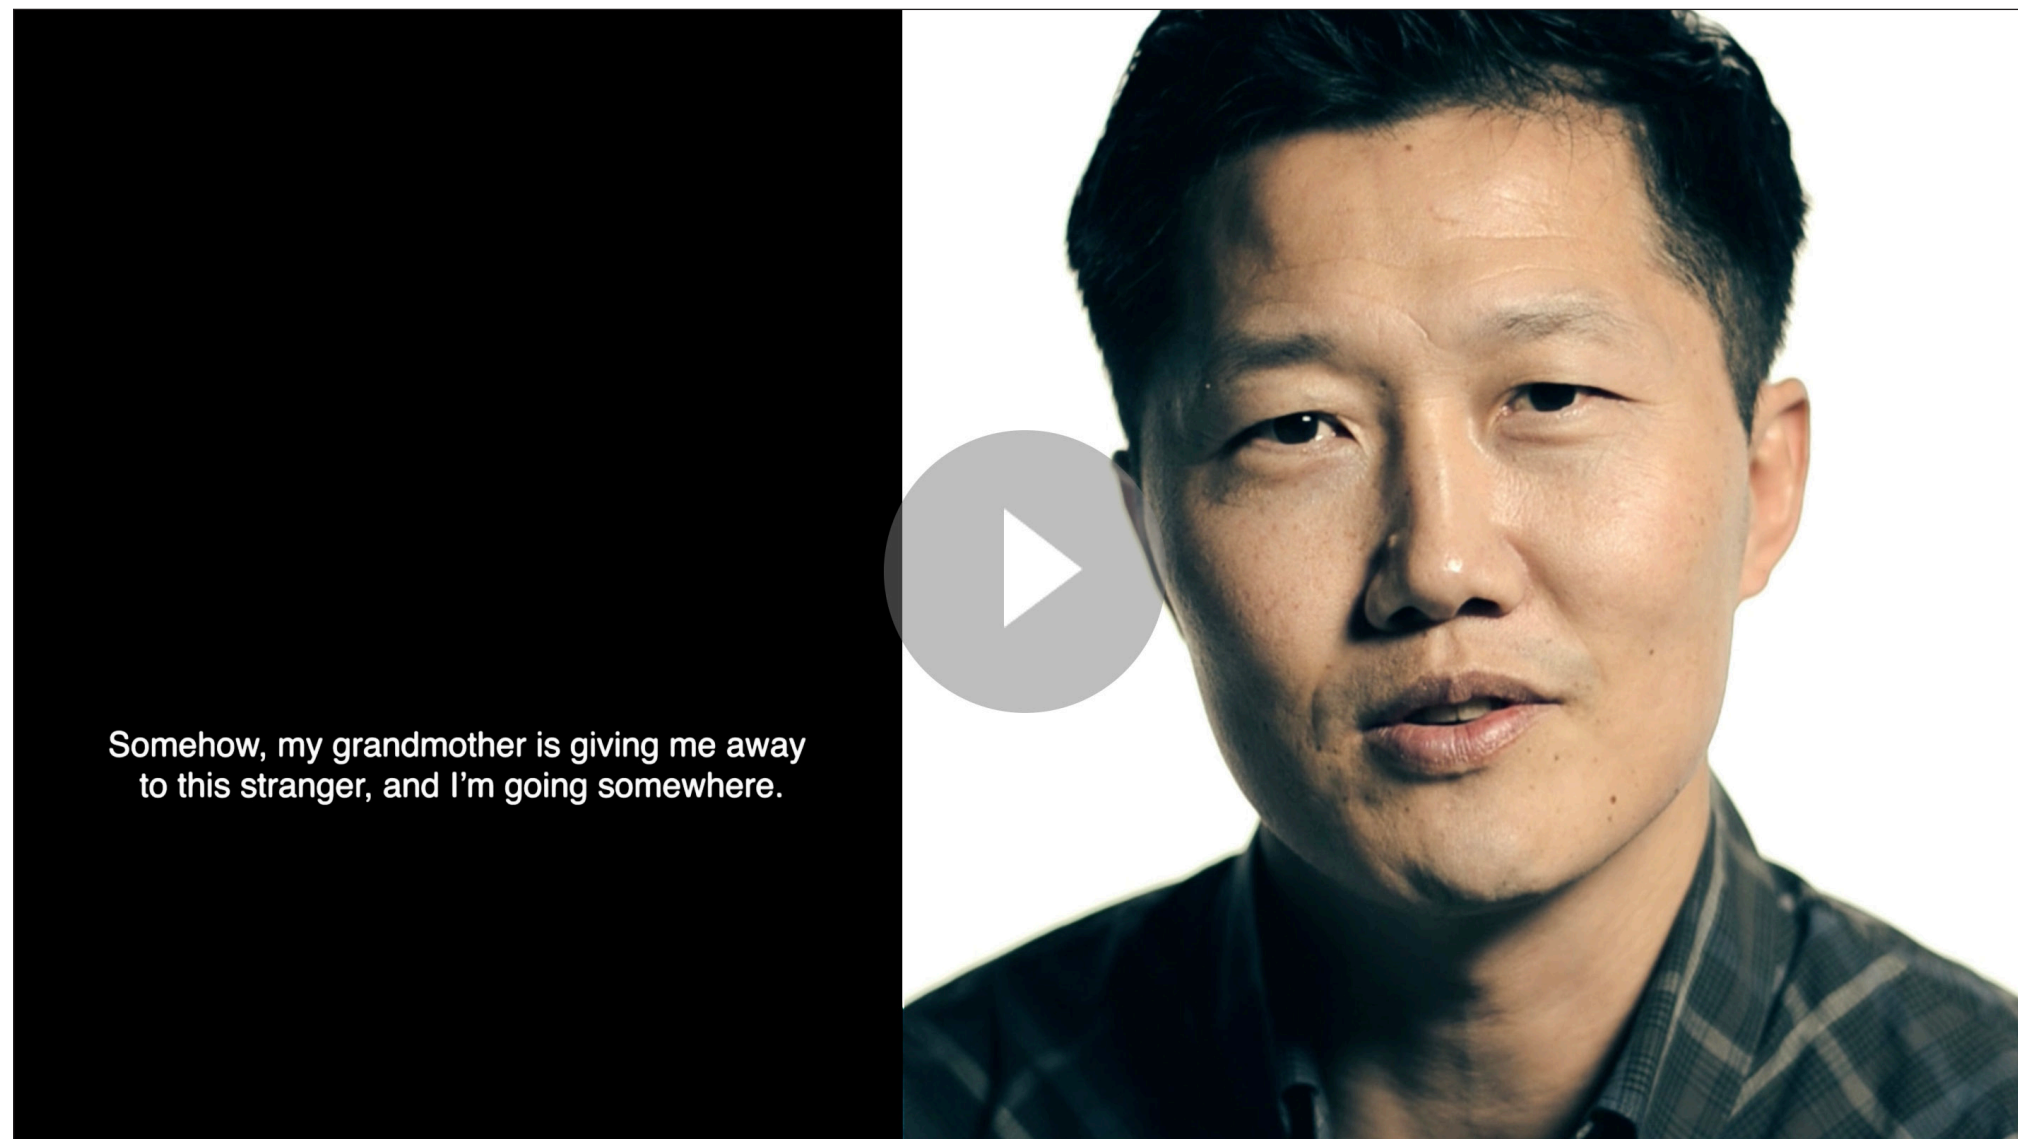 Somehow, my grandmother is giving me away
to this stranger, and I’m going somewhere.